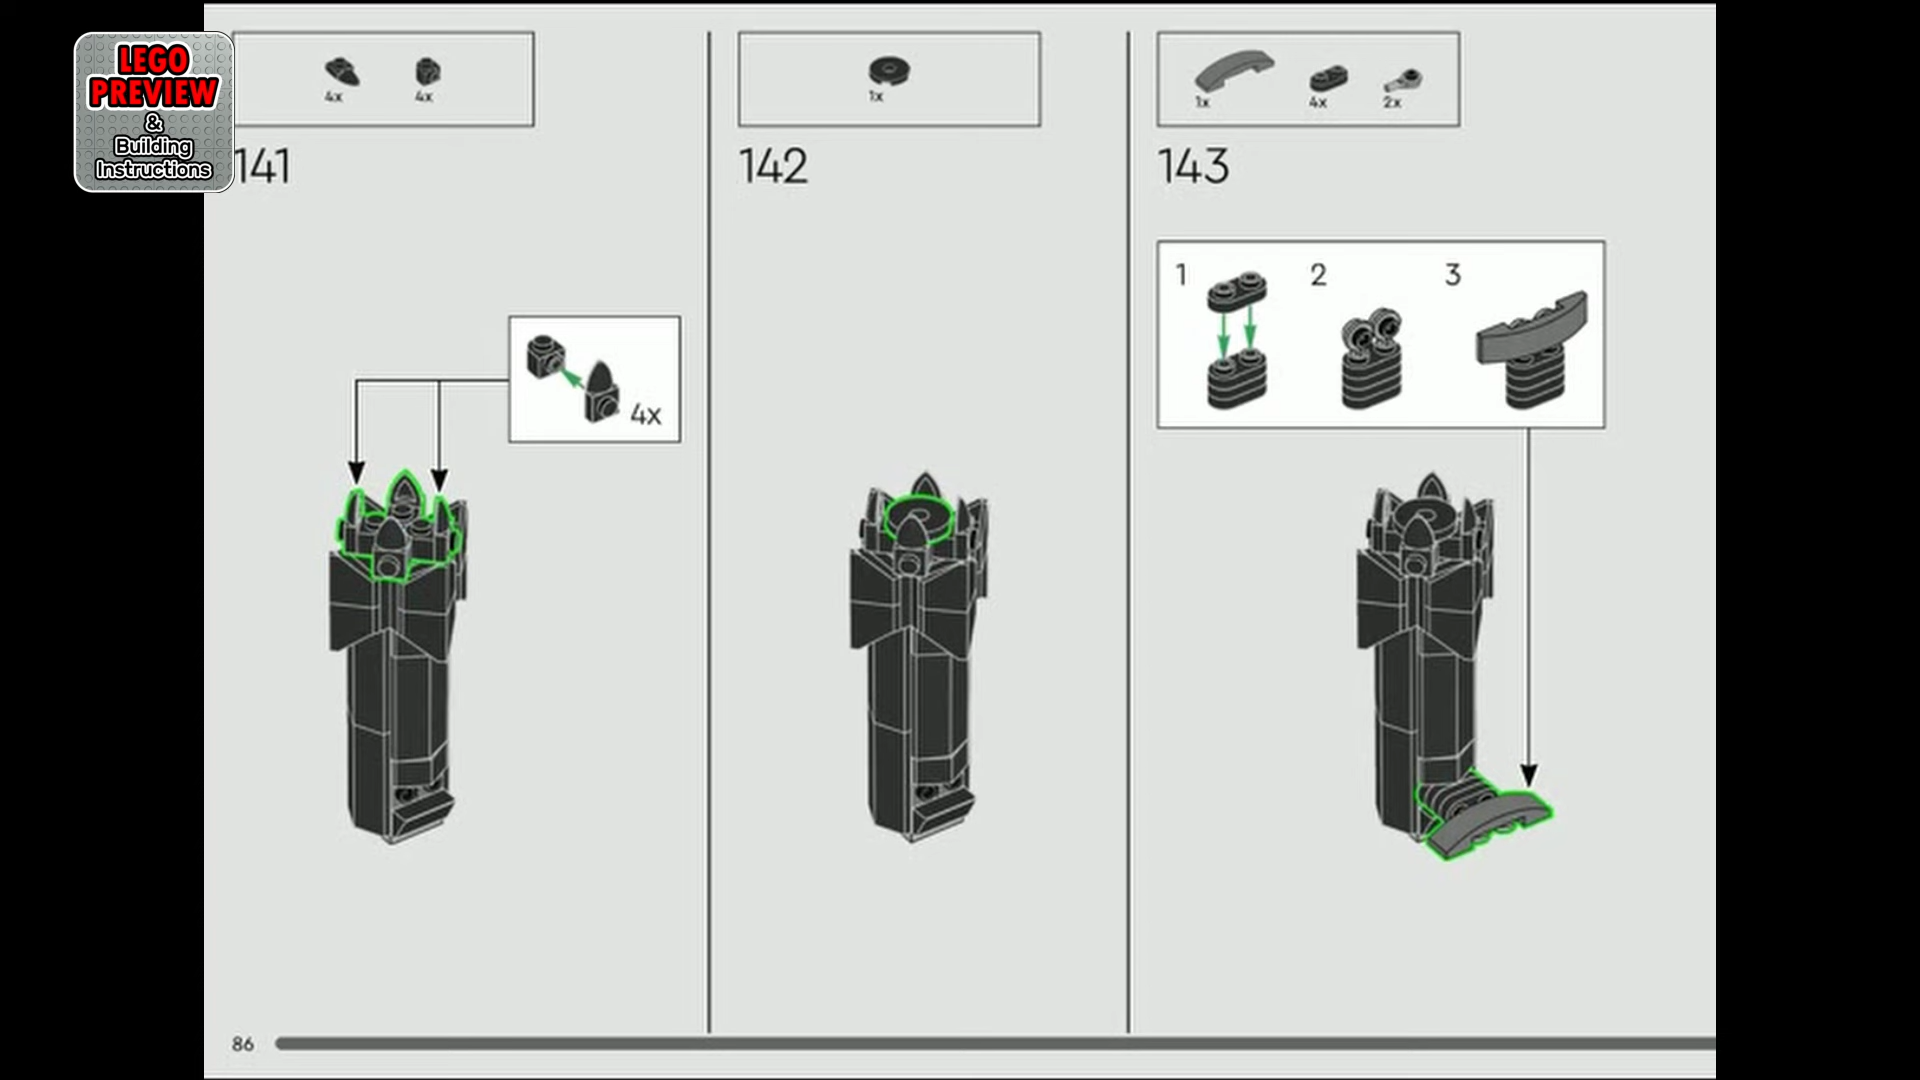 LEGO
PREVIEW
&
Building
Instructions
4x
4x
141
4x
1x
142
1x
4x
2x
143
1
2
3
86